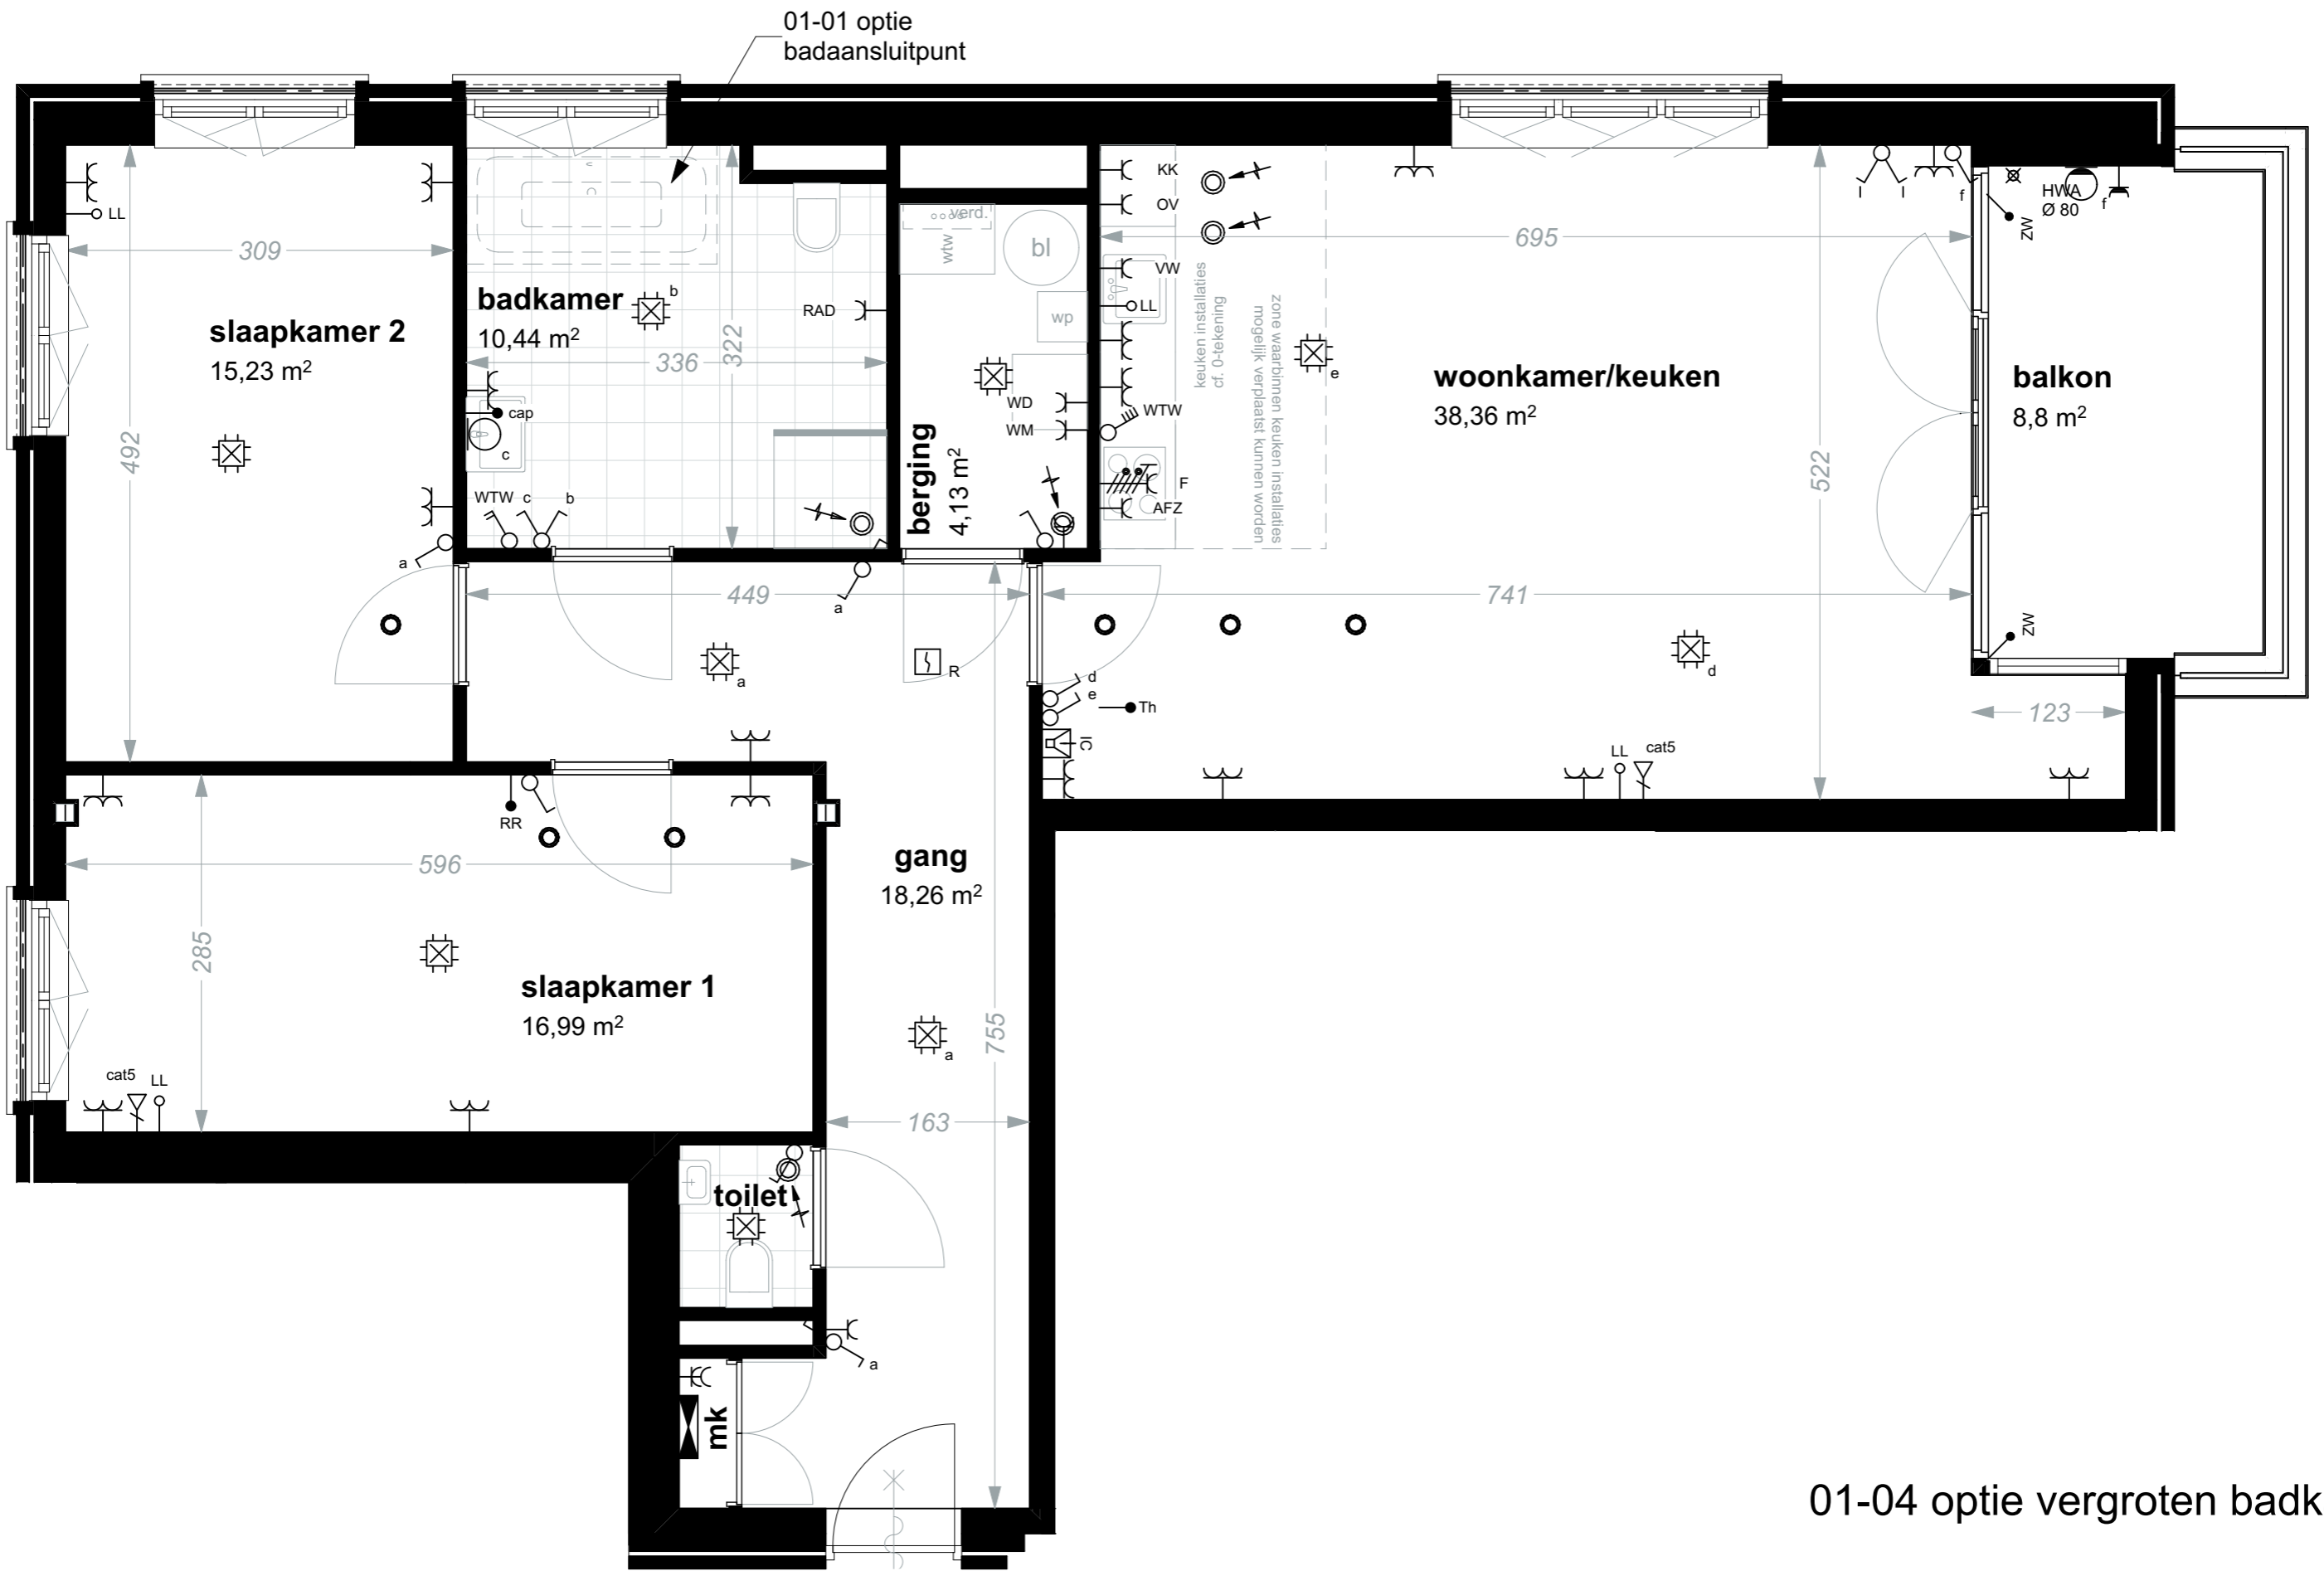 01-01 optie
badaansluitpunt
LL
309
slaapkamer 2
15,23 m²
492
a
badkamer
10,44 m²
b
322
336
RAD
cap
c
WTW c b
verd.
wtw
bl
wp
WD
WM
berging
4,13 m²
KK
OV
VW
LL
WTW
F
AFZ
keuken installaties
cf. 0-tekening
zone waarbinnen keuken installaties
mogelijk verplaatst kunnen worden
e
695
woonkamer/keuken
38,36 m²
522
f
ZW
HWA
Ø 80
f
balkon
8,8 m²
ZW
449
a
a
R
741
d
e
Th
IC
d
123
LL cat5
RR
596
285
slaapkamer 1
16,99 m²
cat5 LL
gang
18,26 m²
755
a
163
toilet
a
mk
01-04 optie vergroten badk